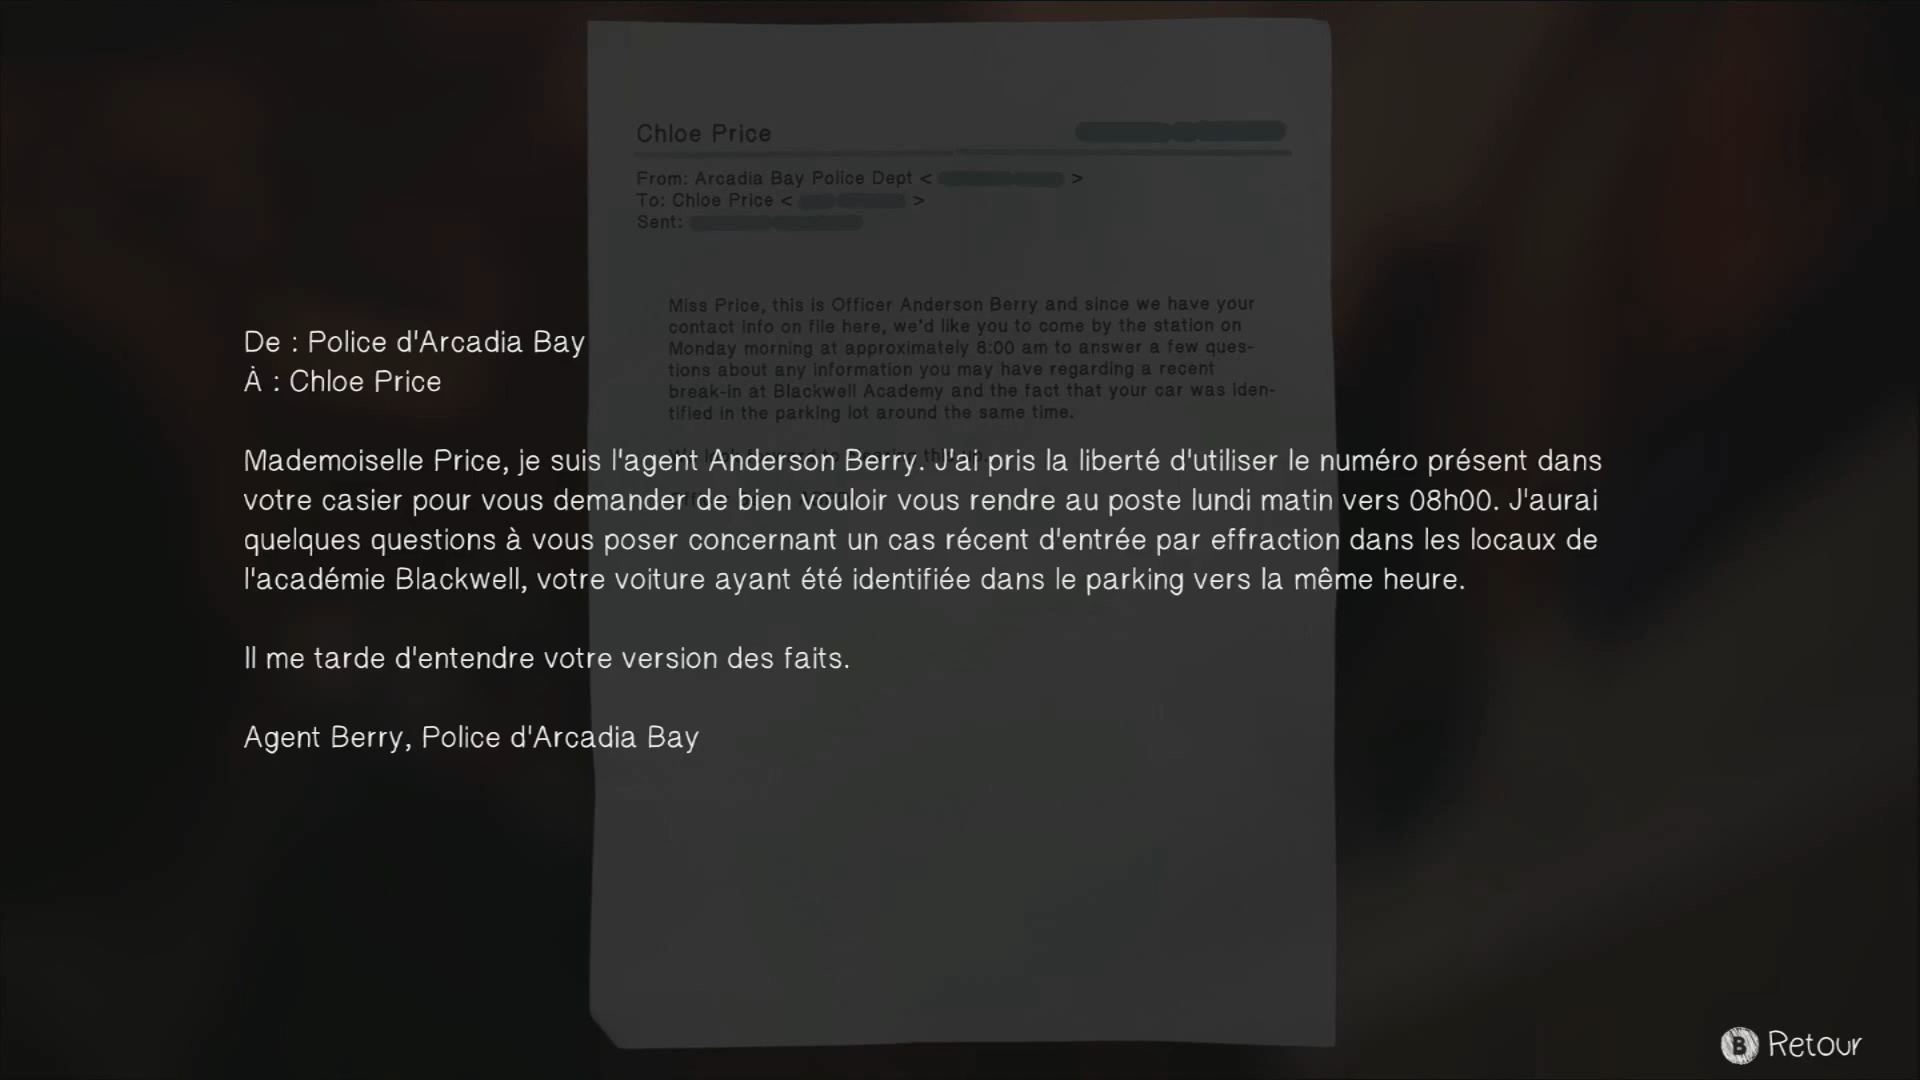 Chloe Price
From: Arcadia Bay Police Dept < >
To: Chloe Price < >
Sent:
Miss Price, this is Officer Anderson Berry and since we have your
contact info on file here, we'd like you to come by the station on
Monday morning at approximately 8:00 am to answer a few ques-
tions about any information you may have regarding a recent
break-in at Blackwell Academy and the fact that your car was iden-
tified in the parking lot around the same time.
De : Police d'Arcadia Bay
À : Chloe Price
Mademoiselle Price, je suis l'agent Anderson Berry. J'ai pris la liberté d'utiliser le numéro présent dans
votre casier pour vous demander de bien vouloir vous rendre au poste lundi matin vers 08h00. J'aurai
quelques questions à vous poser concernant un cas récent d'entrée par effraction dans les locaux de
l'académie Blackwell, votre voiture ayant été identifiée dans le parking vers la même heure.
Il me tarde d'entendre votre version des faits.
Agent Berry, Police d'Arcadia Bay
B Retour